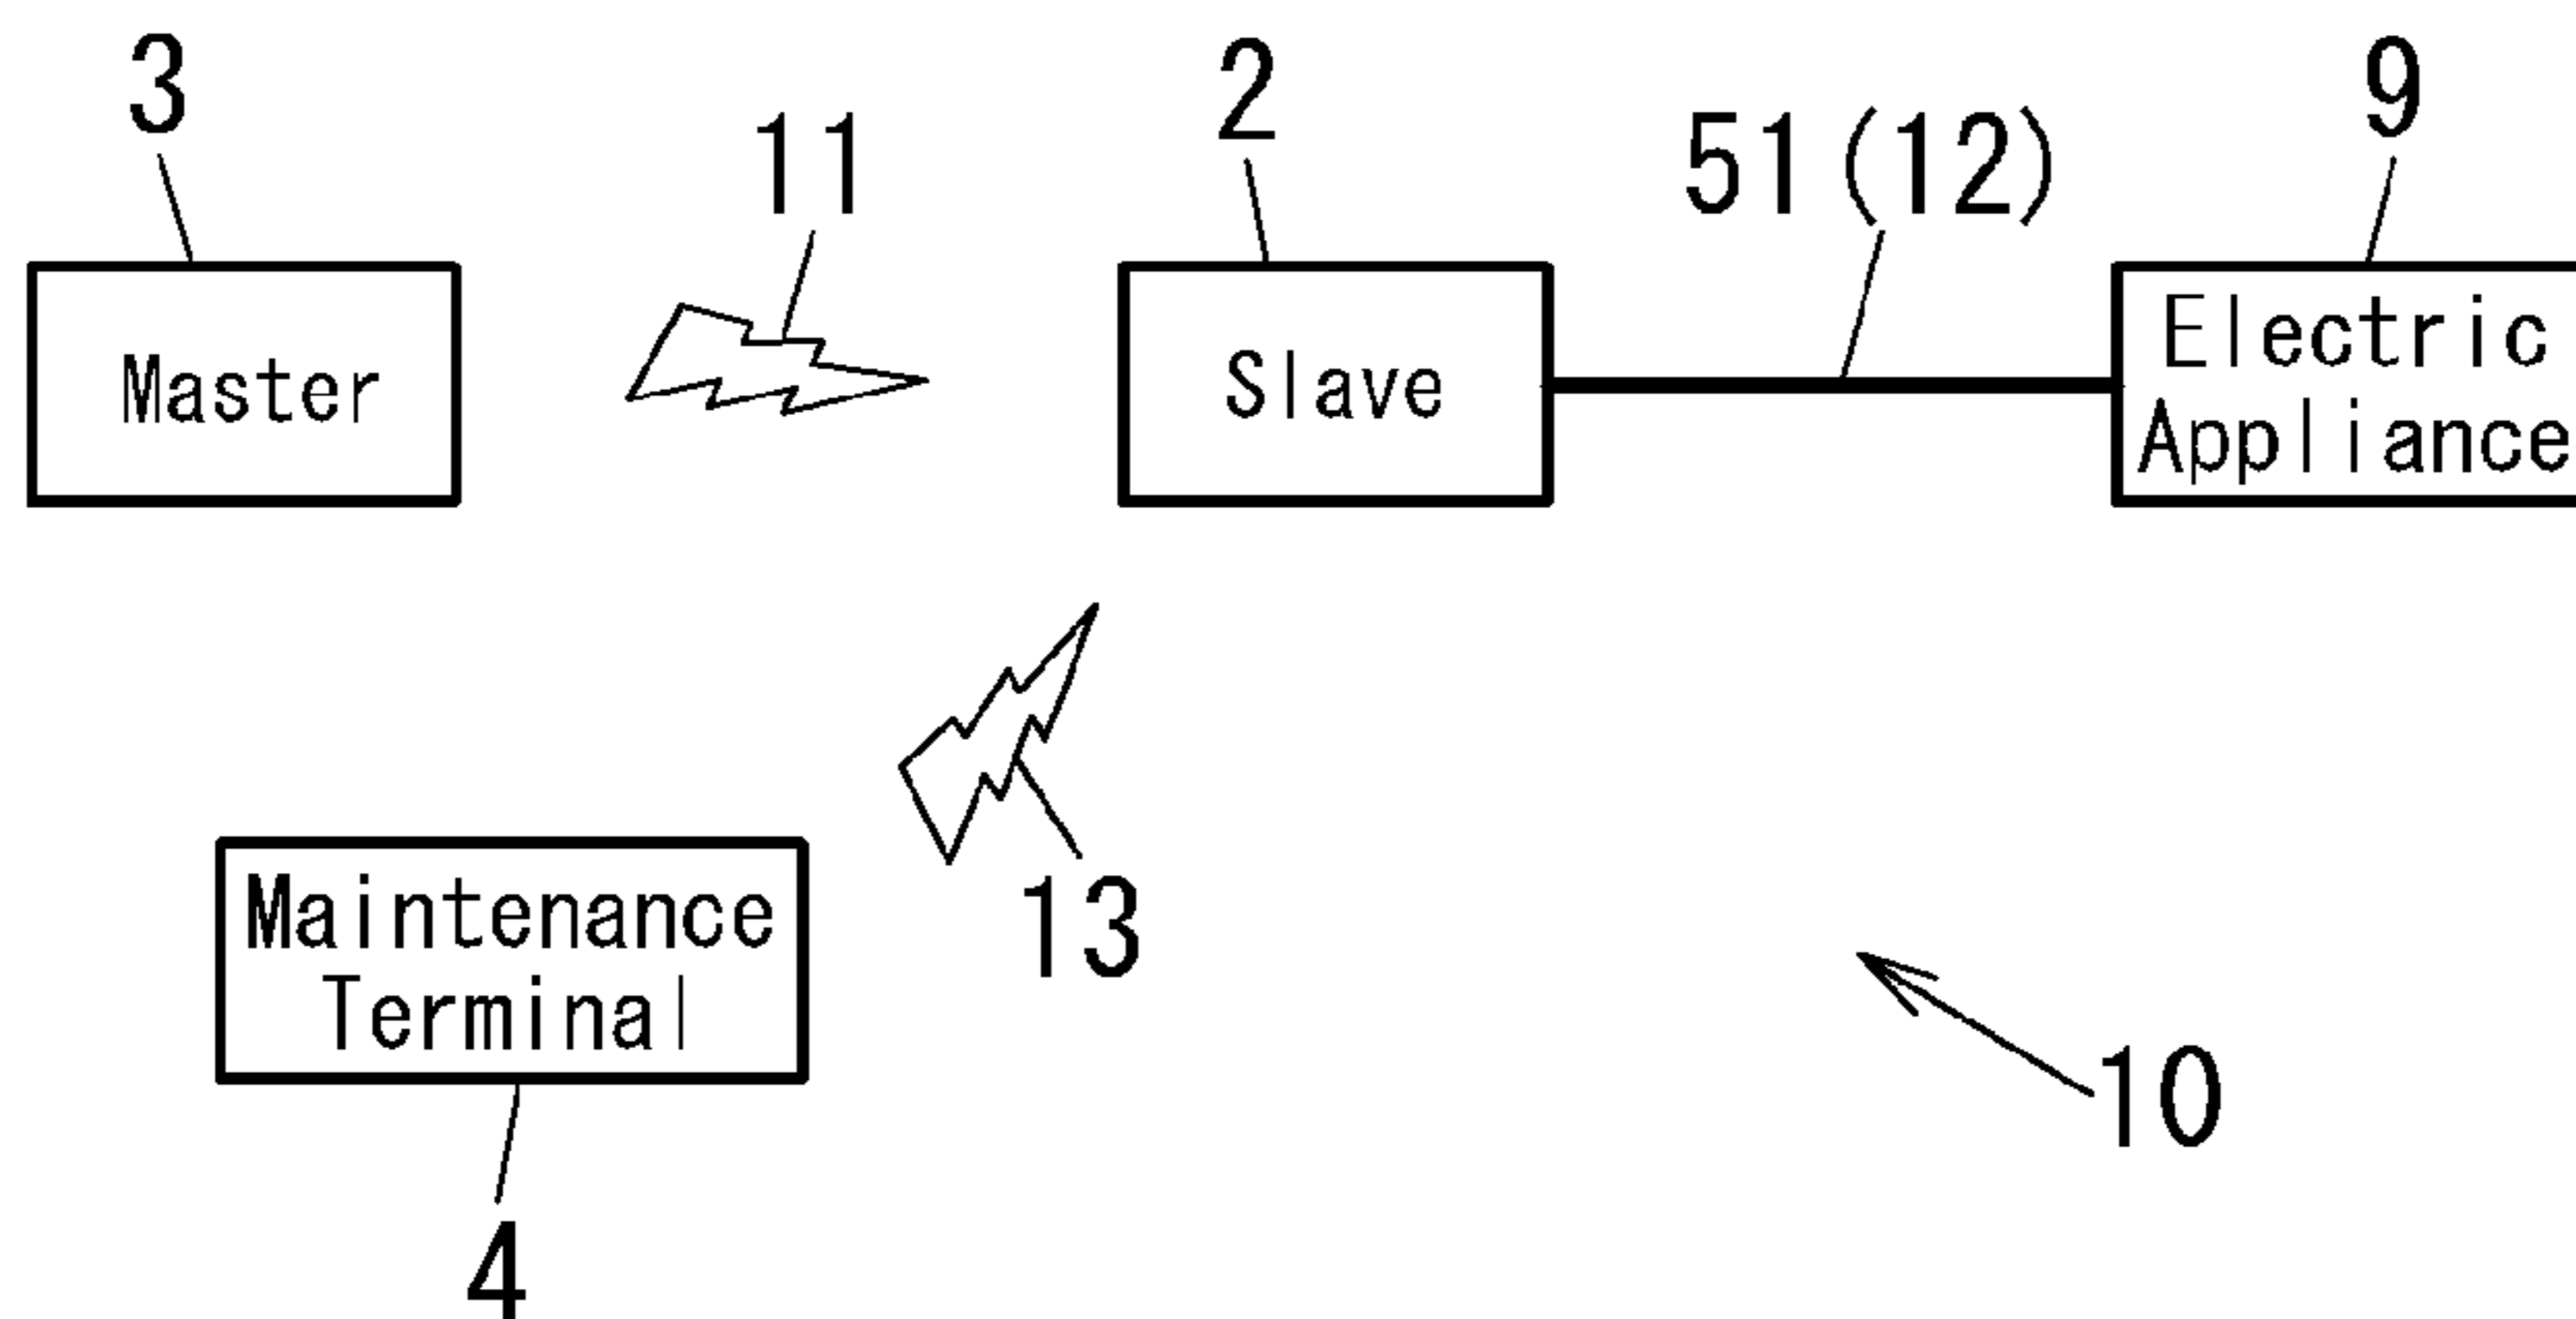 3
11
2
51(12)
9
Master
Slave
Electric
Appliance
Maintenance
Terminal
13
10
4